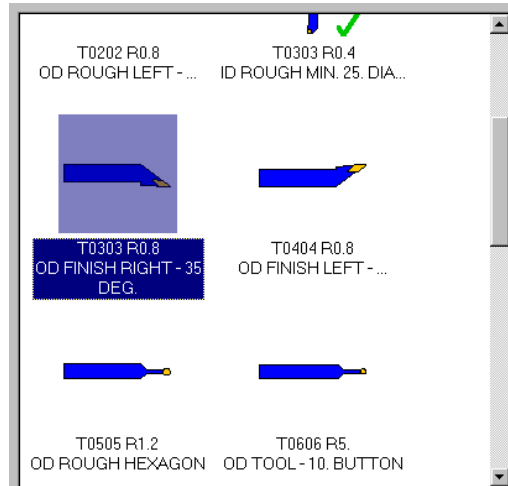 T0202 R0.8
OD ROUGH LEFT - ...
T0303 R0.4
ID ROUGH MIN. 25. DIA...
T0303 R0.8
OD FINISH RIGHT - 35
DEG.
T0404 R0.8
OD FINISH LEFT - ...
T0505 R1.2
OD ROUGH HEXAGON
T0606 R5.
OD TOOL - 10. BUTTON